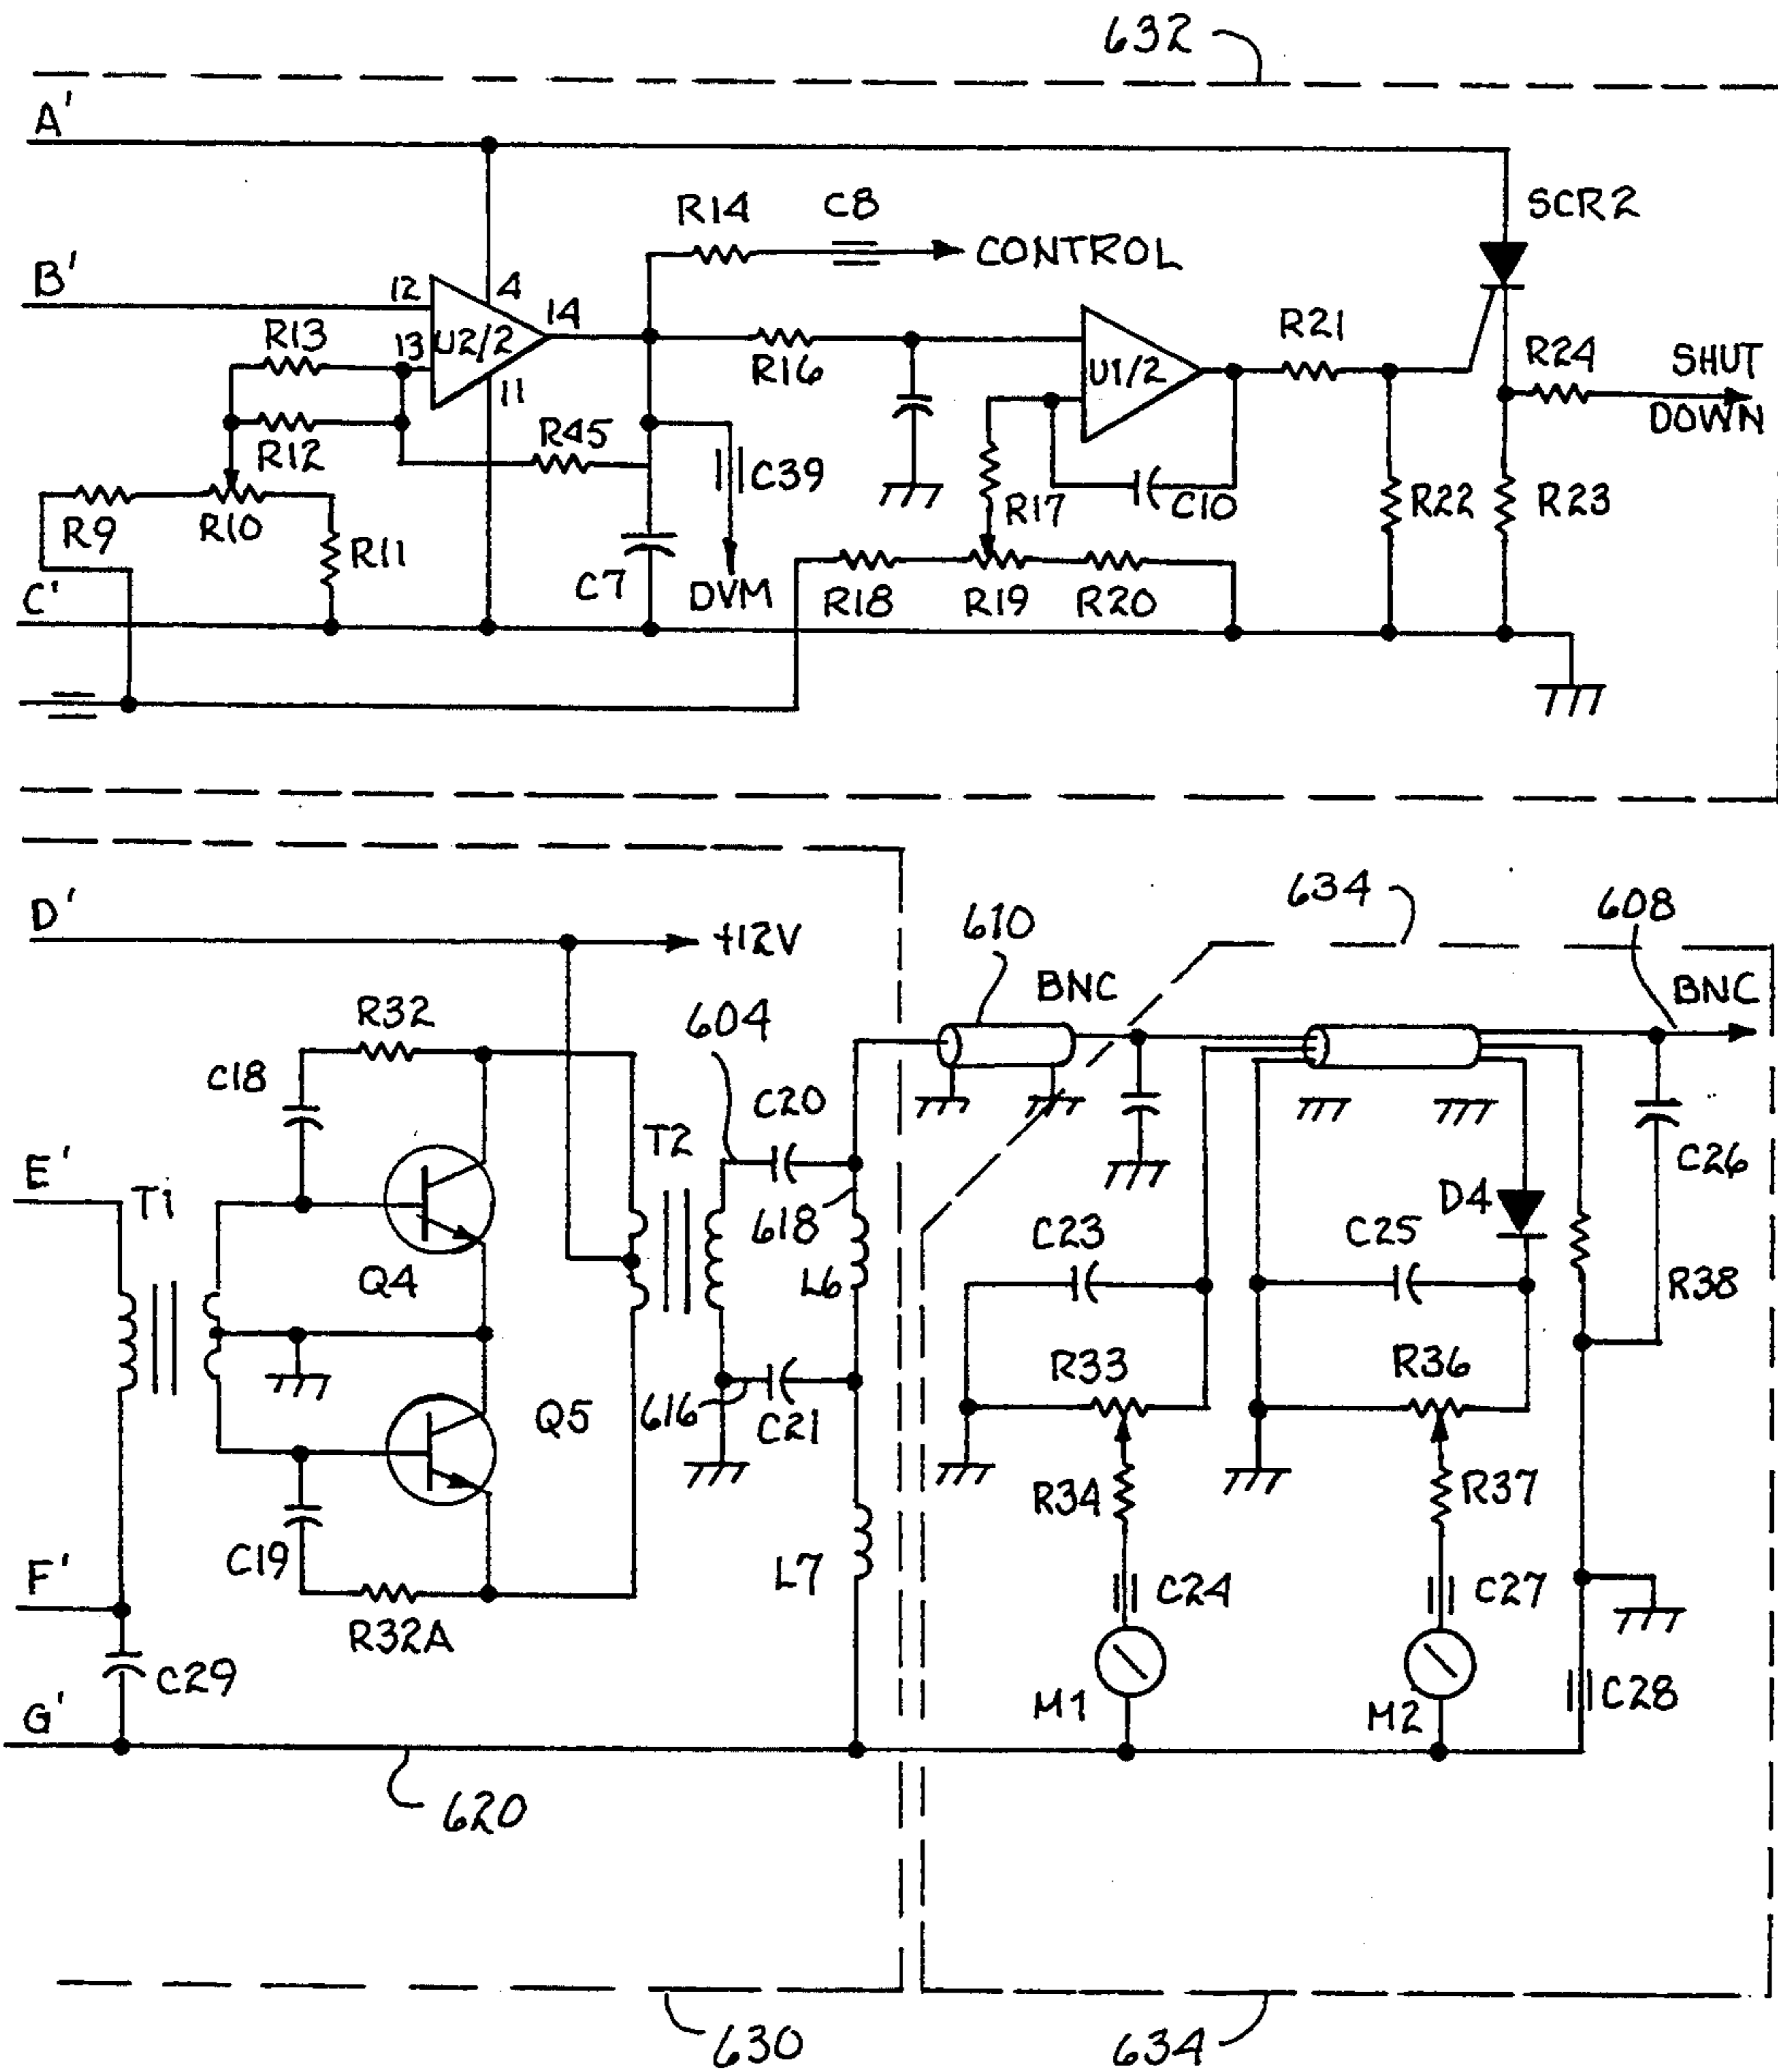 632
A'
R14 C8 SCR2
CONTROL
B' 12 4 14
R13 13 U2/2 R21
R16 U1/2 R24 SHUT
11 DOWN
R12 R45
C39
R9 R10 R11 R17 C10 R22 R23
C' C7 DVM R18 R19 R20
D' 634 608
+12V 610 BNC BNC
R32 604
C18 C20
T2 C26
E' T1 618 D4
Q4 L6 C23 C25 R38
R33 R36
Q5 616 C21
R34 R37
C19 L7 C24 C27
F' R32A
C29 M1 M2 C28
G'
620
630 634